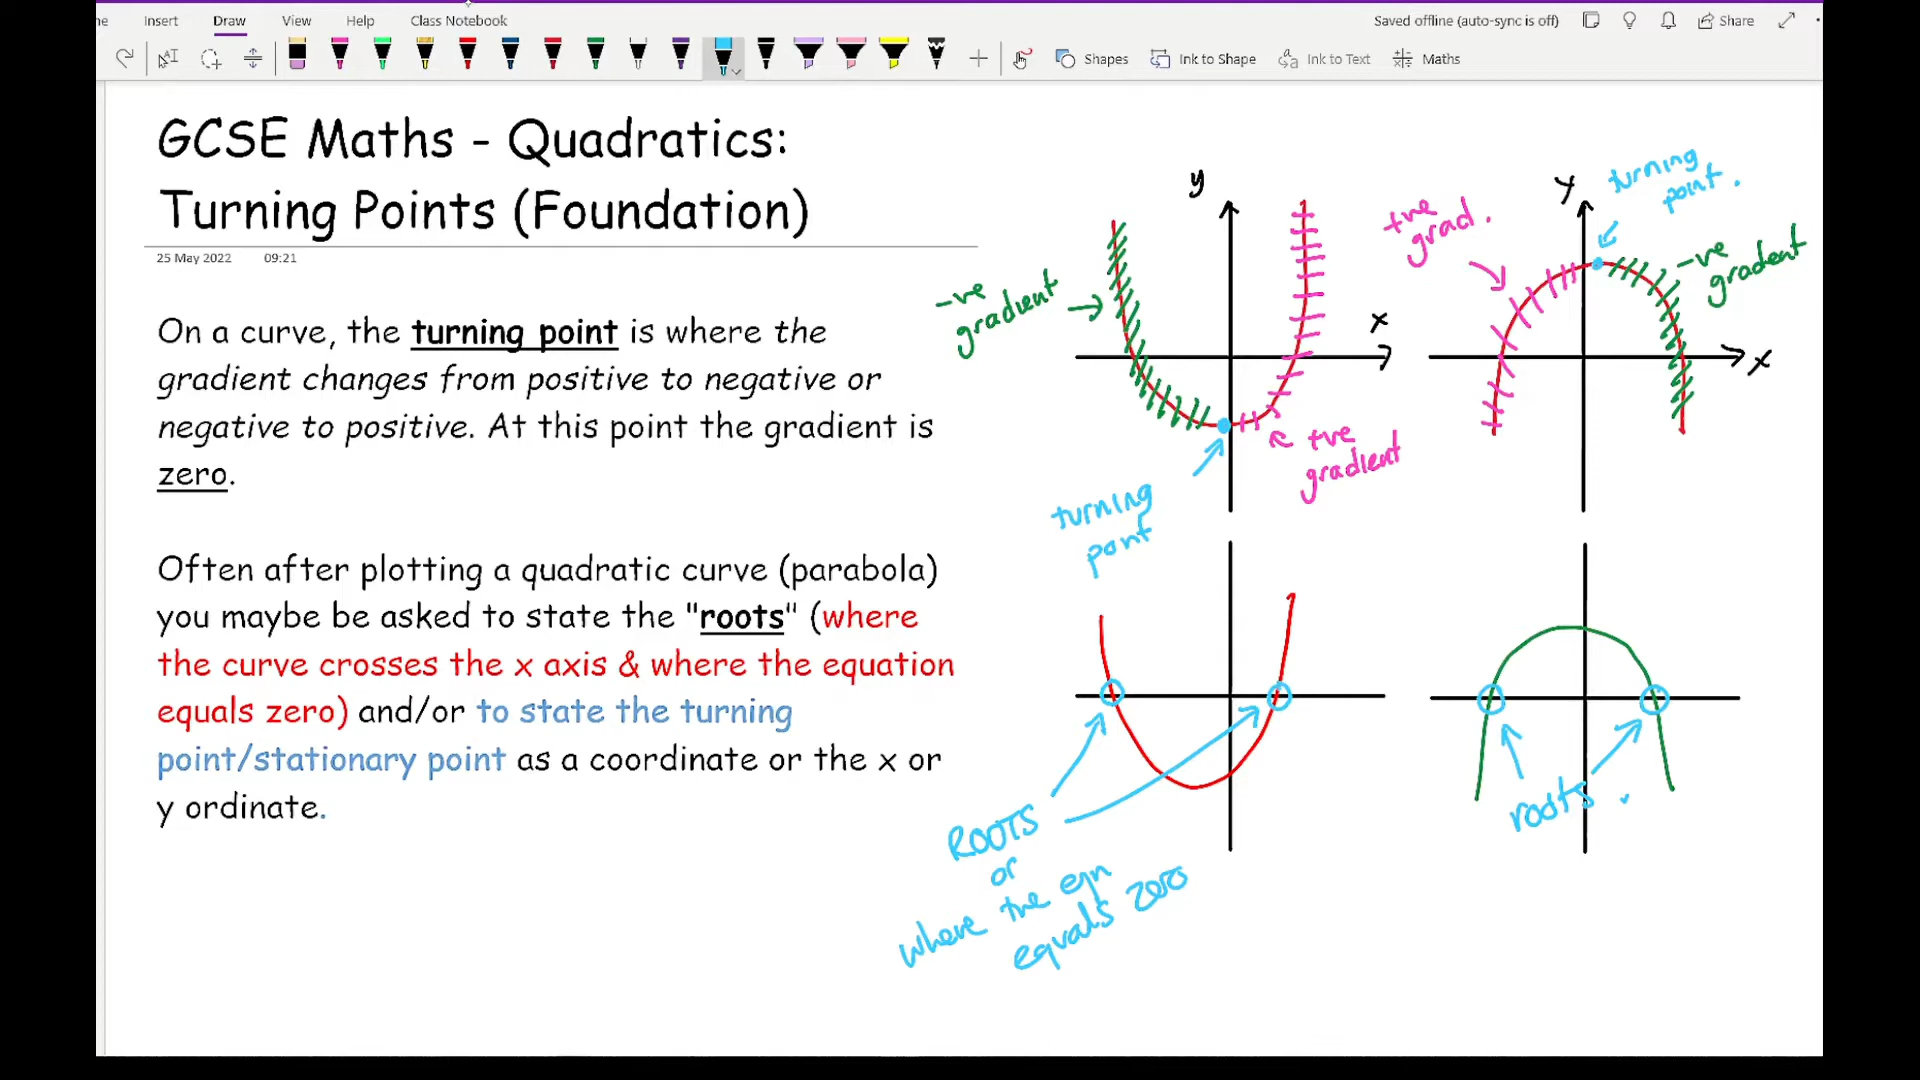 Insert Draw View Help Class Notebook Saved offline (auto-sync is off) Share
Shapes Ink to Shape Ink to Text Maths
GCSE Maths - Quadratics:
Turning Points (Foundation)
25 May 2022 09:21
On a curve, the turning point is where the
gradient changes from positive to negative or
negative to positive. At this point the gradient is
zero.
Often after plotting a quadratic curve (parabola)
you maybe be asked to state the "roots" (where
the curve crosses the x axis & where the equation
equals zero) and/or to state the turning
point/stationary point as a coordinate or the x or
y ordinate.
y
x
-ve
gradient
+ve
gradient
turning
point
y
x
turning
point.
+ve
grad.
-ve
gradient
ROOTS
or
where the eqn
equals zero
roots.